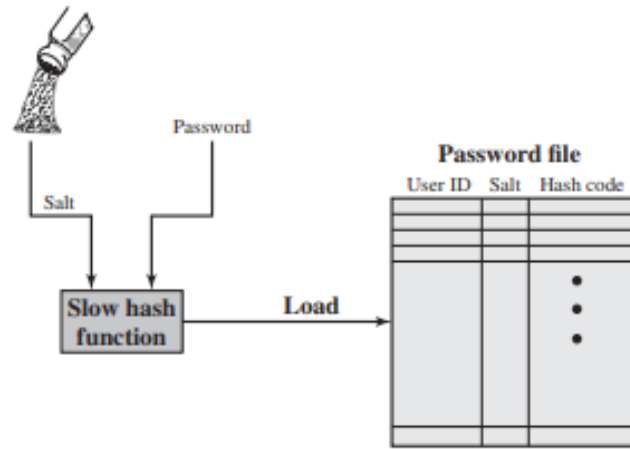 Password
Salt
Slow hash
function
Load
Password file
User ID Salt Hash code